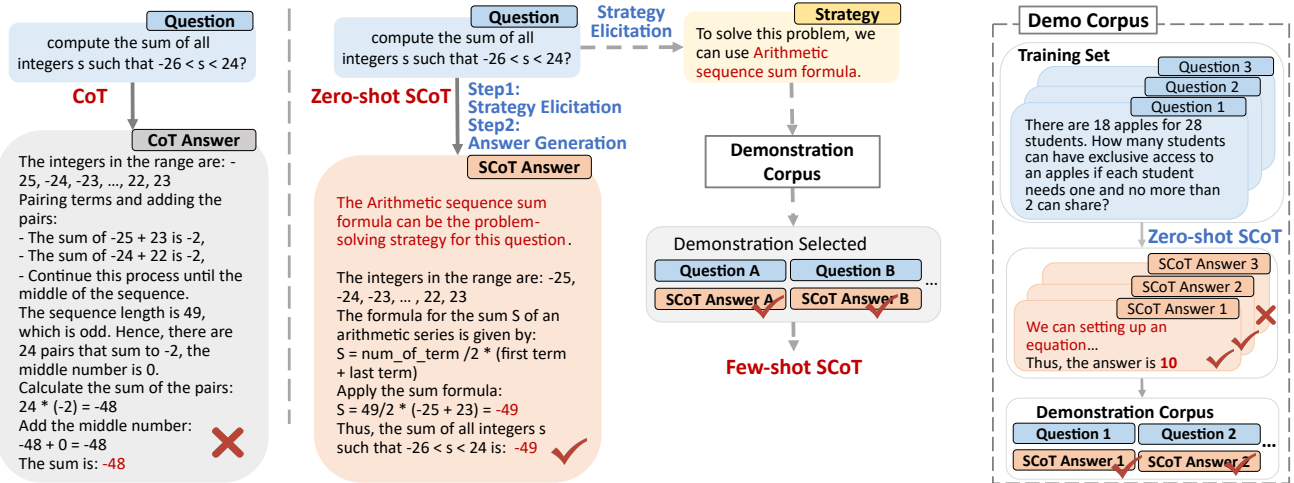 Question
compute the sum of all
integers s such that -26 < s < 24?
CoT
CoT Answer
The integers in the range are: -
25, -24, -23, ..., 22, 23
Pairing terms and adding the
pairs:
- The sum of -25 + 23 is -2,
- The sum of -24 + 22 is -2,
- Continue this process until the
middle of the sequence.
The sequence length is 49,
which is odd. Hence, there are
24 pairs that sum to -2, the
middle number is 0.
Calculate the sum of the pairs:
24 * (-2) = -48
Add the middle number:
-48 + 0 = -48
The sum is: -48
Question
compute the sum of all
integers s such that -26 < s < 24?
Zero-shot SCoT
Step1:
Strategy Elicitation
Step2:
Answer Generation
SCoT Answer
The Arithmetic sequence sum
formula can be the problem-
solving strategy for this question.
The integers in the range are: -25,
-24, -23, ... , 22, 23
The formula for the sum S of an
arithmetic series is given by:
S = num_of_term /2 * (first term
+ last term)
Apply the sum formula:
S = 49/2 * (-25 + 23) = -49
Thus, the sum of all integers s
such that -26 < s < 24 is: -49
Strategy
Elicitation
Strategy
To solve this problem, we
can use Arithmetic
sequence sum formula.
Demonstration
Corpus
Demonstration Selected
Question A
Question B
SCoT Answer A
SCoT Answer B
...
Few-shot SCoT
Demo Corpus
Training Set
Question 3
Question 2
Question 1
There are 18 apples for 28
students. How many students
can have exclusive access to
an apples if each student
needs one and no more than
2 can share?
Zero-shot SCoT
SCoT Answer 3
SCoT Answer 2
SCoT Answer 1
We can setting up an
equation...
Thus, the answer is 10
Demonstration Corpus
Question 1
Question 2
...
SCoT Answer 1
SCoT Answer 2